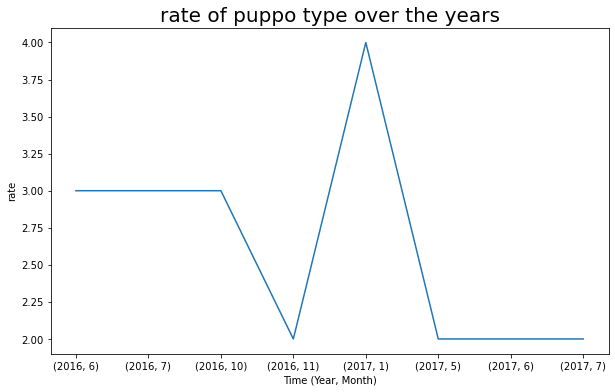 rate of puppo type over the years
4.00
3.75
3.50
3.25
3.00
2.75
2.50
2.25
2.00
rate
(2016, 6) (2016, 7) (2016, 10) (2016, 11) (2017, 1) (2017, 5) (2017, 6) (2017, 7)
Time (Year, Month)